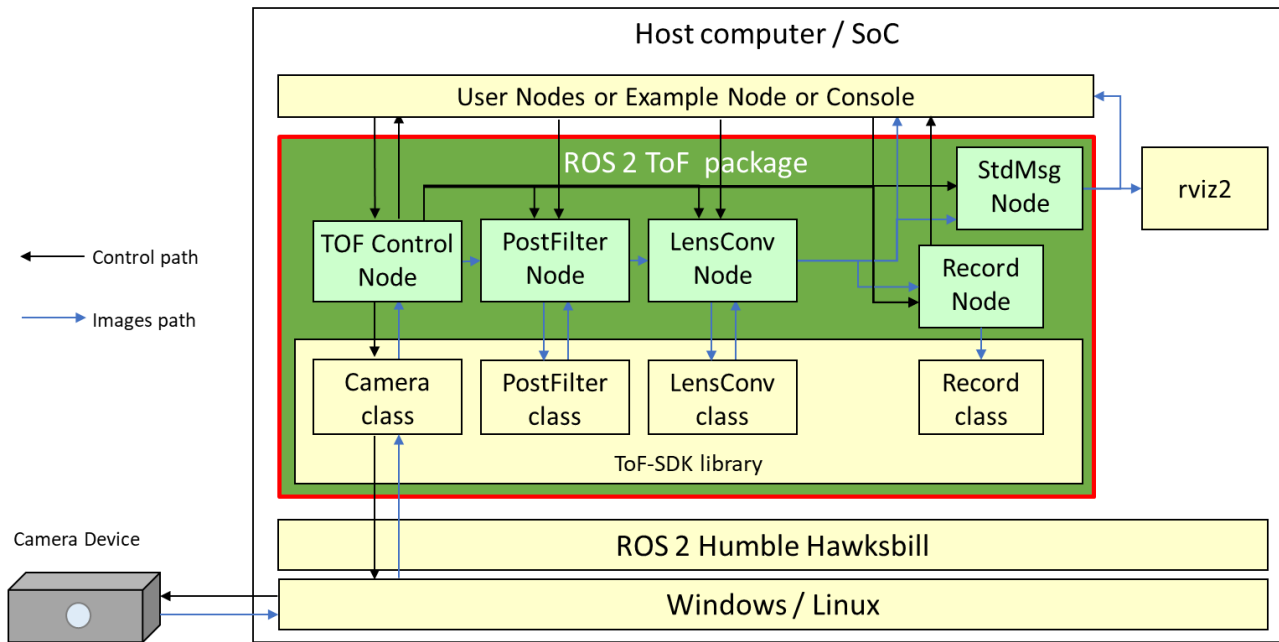 Host computer / SoC
User Nodes or Example Node or Console
ROS 2 ToF package
StdMsg
Node
rviz2
TOF Control
Node
PostFilter
Node
LensConv
Node
Record
Node
Control path
Images path
Camera
class
PostFilter
class
LensConv
class
Record
class
ToF-SDK library
Camera Device
ROS 2 Humble Hawksbill
Windows / Linux